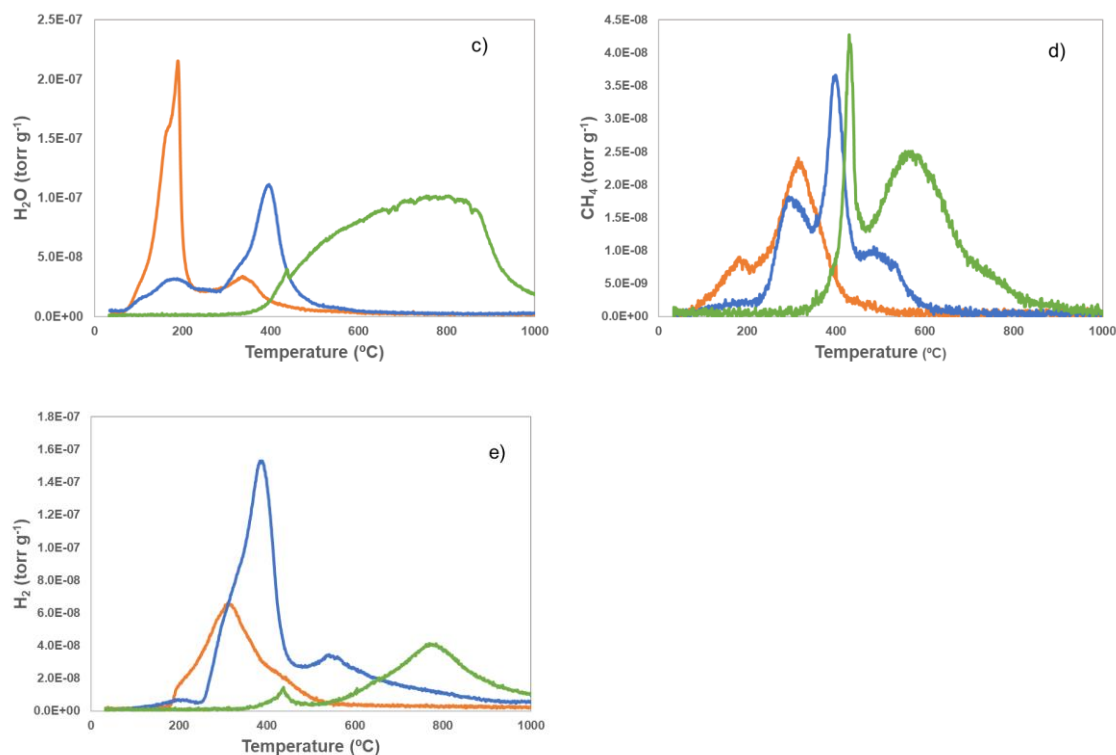 c)
H₂O (torr g⁻¹)
2.5E-07
2.0E-07
1.5E-07
1.0E-07
5.0E-08
0.0E+00
0 200 400 600 800 1000
Temperature (ºC)
d)
CH₄ (torr g⁻¹)
4.5E-08
4.0E-08
3.5E-08
3.0E-08
2.5E-08
2.0E-08
1.5E-08
1.0E-08
5.0E-09
0.0E+00
0 200 400 600 800 1000
Temperature (ºC)
e)
H₂ (torr g⁻¹)
1.8E-07
1.6E-07
1.4E-07
1.2E-07
1.0E-07
8.0E-08
6.0E-08
4.0E-08
2.0E-08
0.0E+00
0 200 400 600 800 1000
Temperature (ºC)